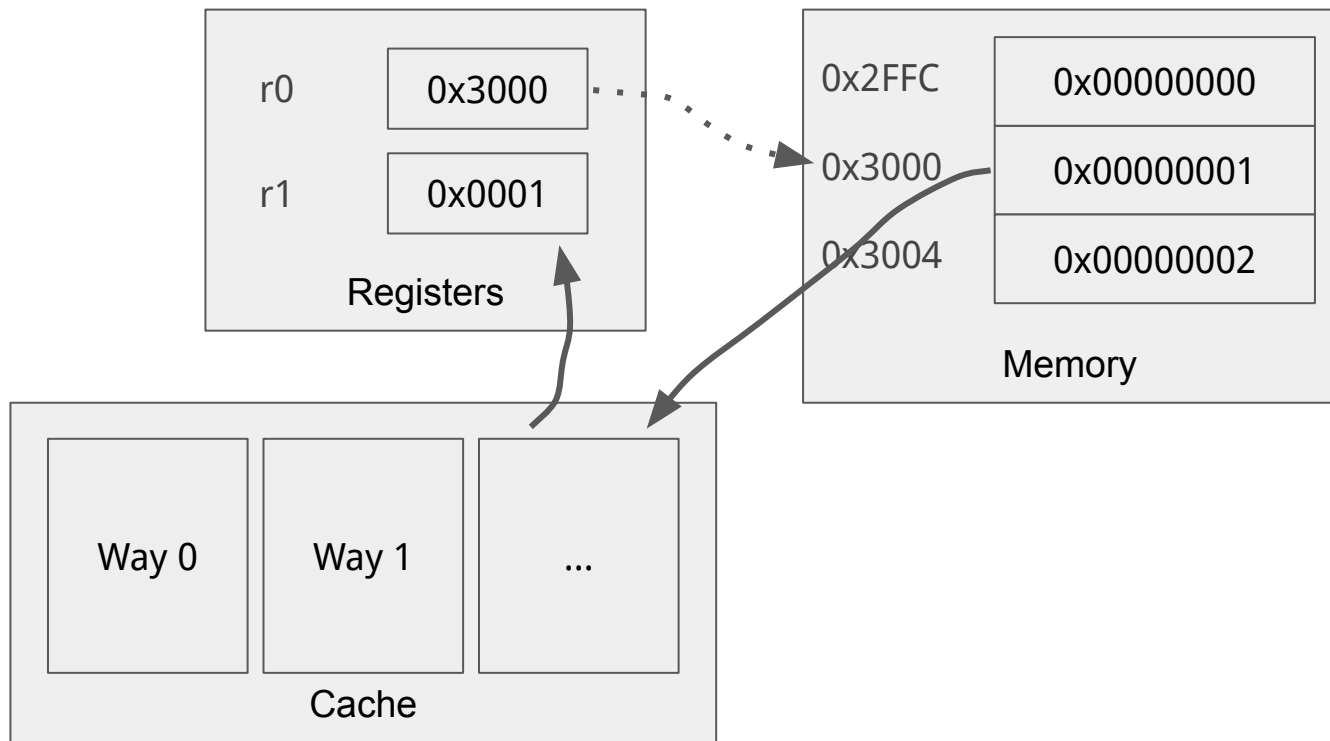 r0
0x3000
r1
0x0001
Registers
0x2FFC
0x00000000
0x3000
0x00000001
0x3004
0x00000002
Memory
Way 0
Way 1
...
Cache